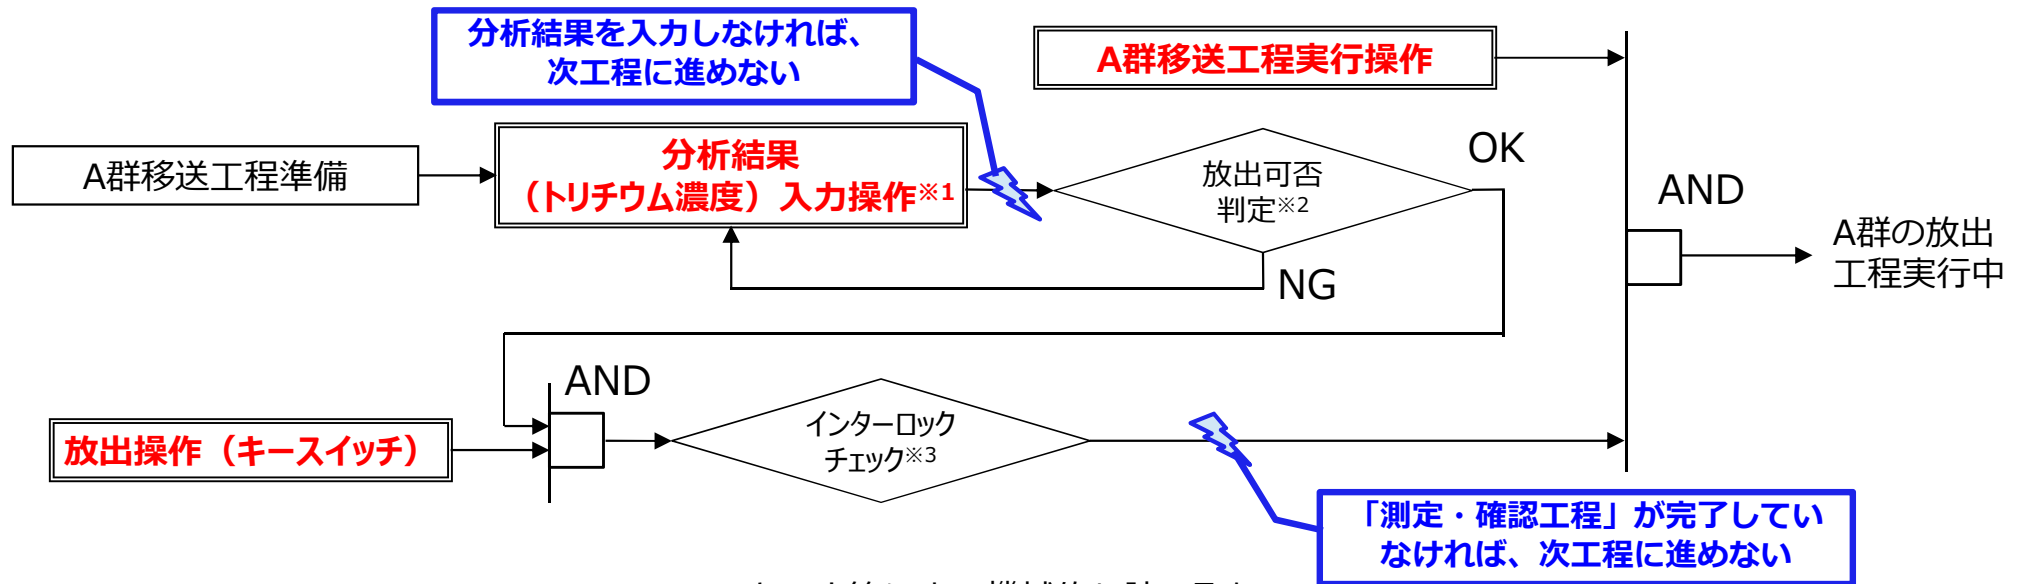 分析結果を入力しなければ、
次工程に進めない
A群移送工程実行操作
A群移送工程準備
分析結果
（トリチウム濃度）入力操作※1
放出可否
判定※2
OK
NG
AND
A群の放出
工程実行中
AND
放出操作（キースイッチ）
インターロック
チェック※3
「測定・確認工程」が完了してい
なければ、次工程に進めない